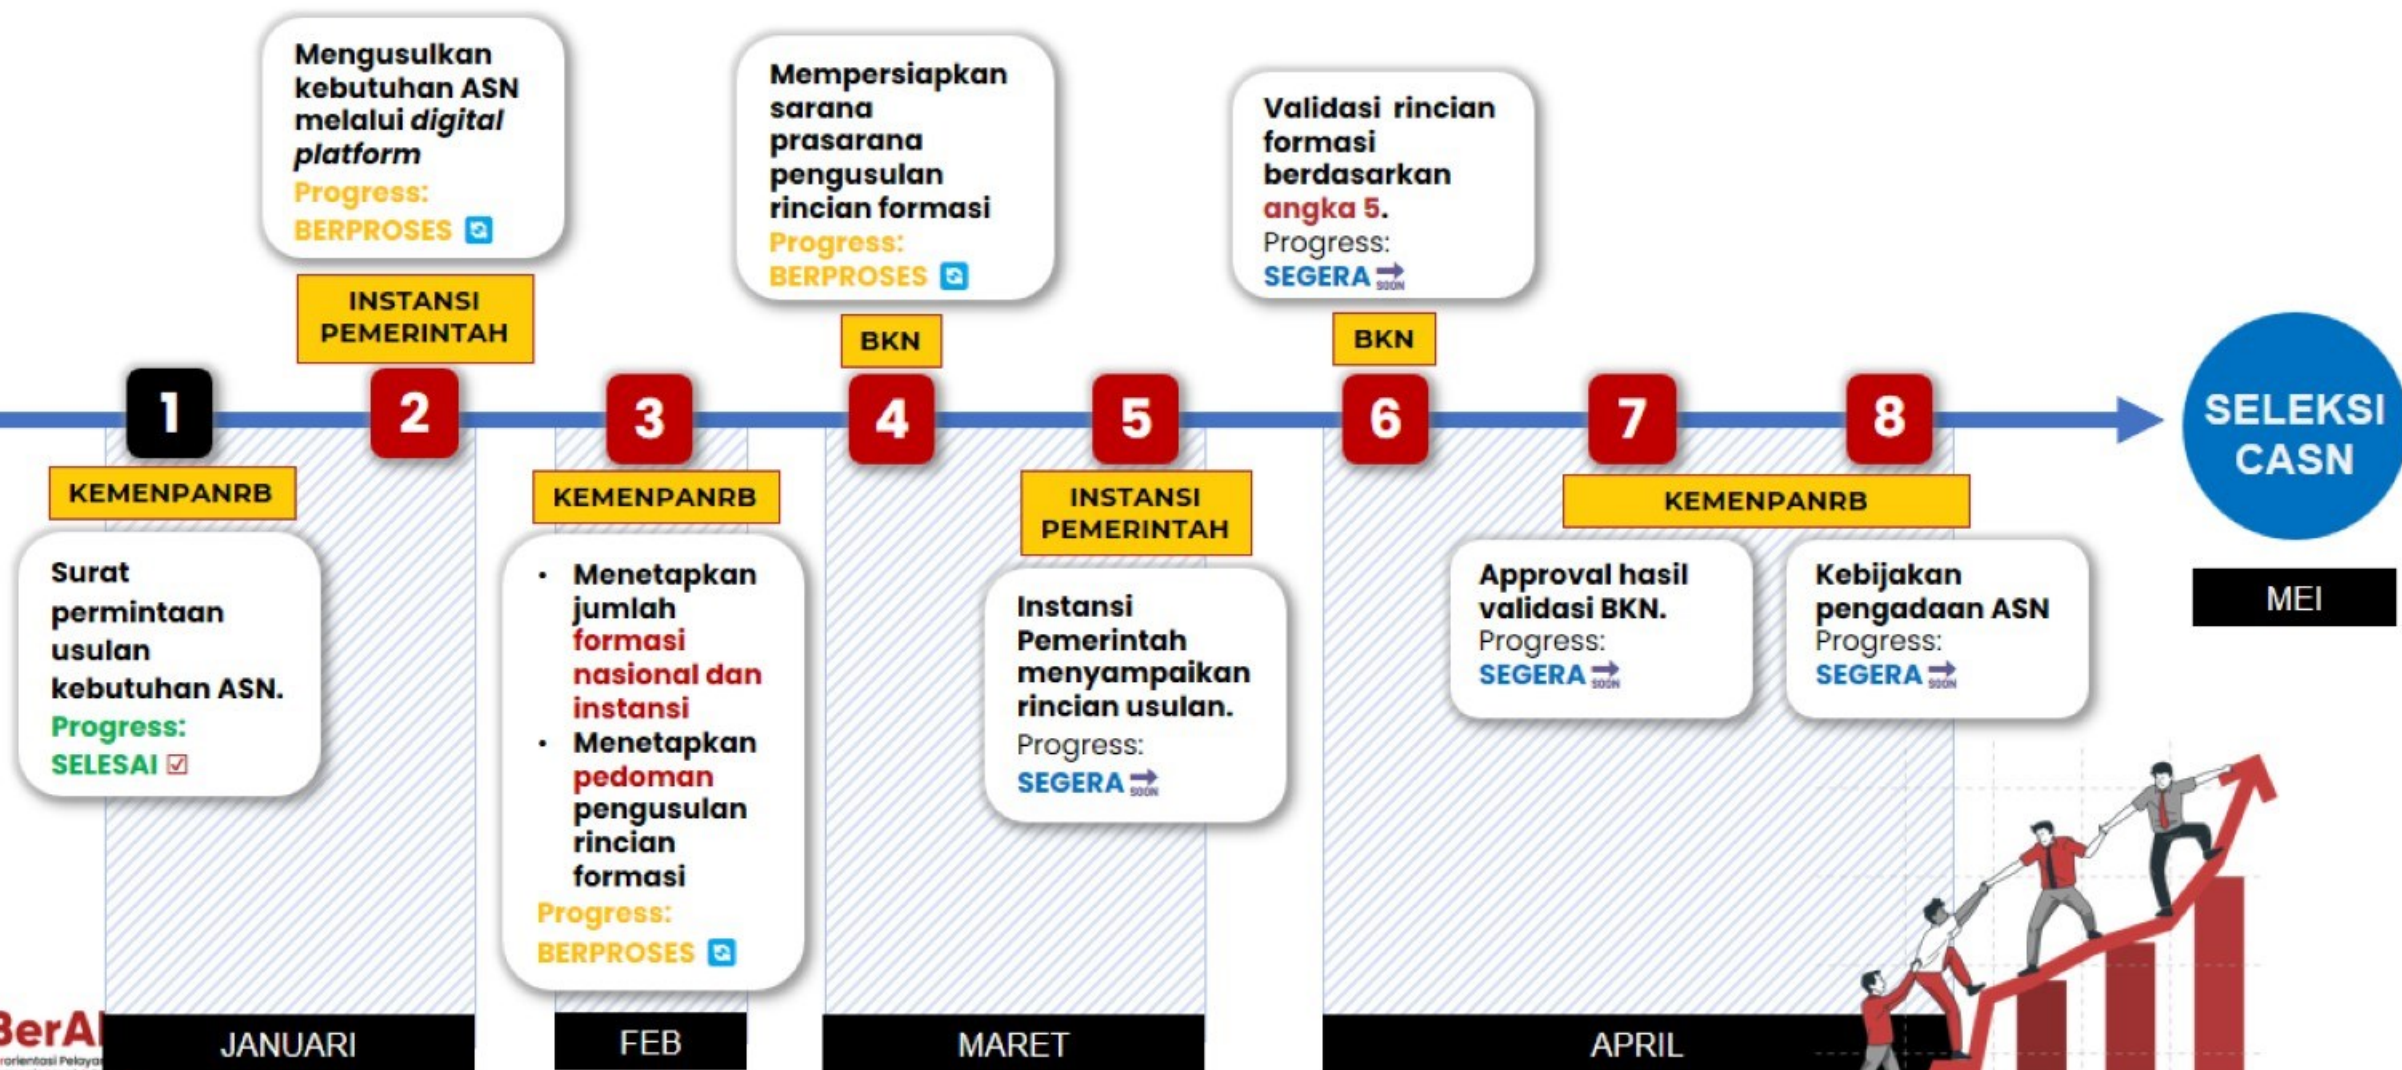 Mengusulkan
kebutuhan ASN
melalui digital
platform
Progress:
BERPROSES
INSTANSI
PEMERINTAH
Mempersiapkan
sarana
prasarana
pengusulan
rincian formasi
Progress:
BERPROSES
BKN
Validasi rincian
formasi
berdasarkan
angka 5.
Progress:
SEGERA SOON
BKN
1
2
3
4
5
6
7
8
SELEKSI
CASN
MEI
KEMENPANRB
Surat
permintaan
usulan
kebutuhan ASN.
Progress:
SELESAI
KEMENPANRB
• Menetapkan
jumlah
formasi
nasional dan
instansi
• Menetapkan
pedoman
pengusulan
rincian
formasi
Progress:
BERPROSES
INSTANSI
PEMERINTAH
Instansi
Pemerintah
menyampaikan
rincian usulan.
Progress:
SEGERA SOON
KEMENPANRB
Approval hasil
validasi BKN.
Progress:
SEGERA SOON
Kebijakan
pengadaan ASN
Progress:
SEGERA SOON
JANUARI
FEB
MARET
APRIL